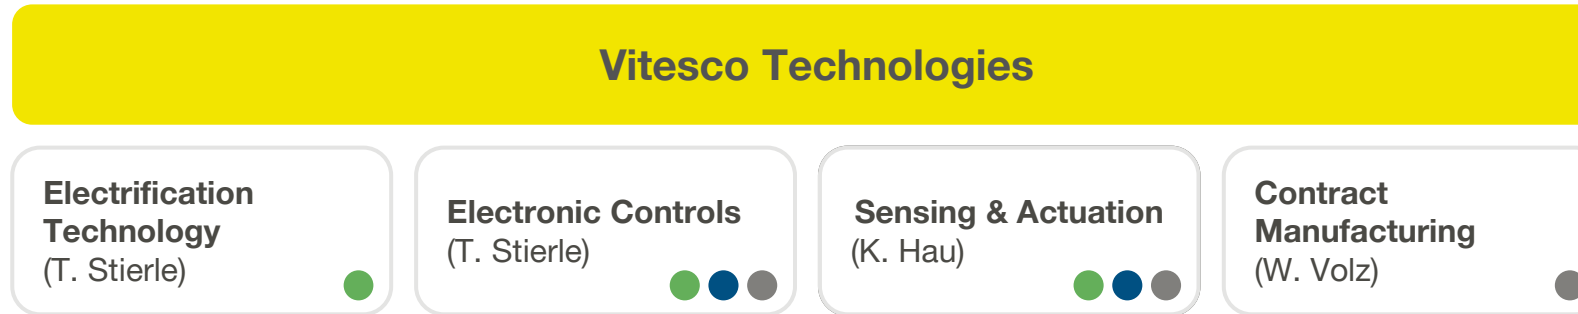 Vitesco Technologies
Electrification
Technology
(T. Stierle)
Electronic Controls
(T. Stierle)
Sensing & Actuation
(K. Hau)
Contract
Manufacturing
(W. Volz)